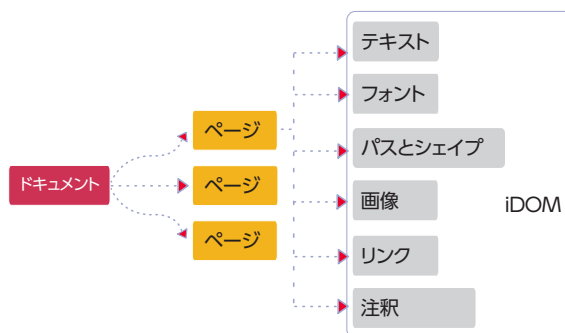 ドキュメント
ページ
ページ
ページ
テキスト
フォント
パスとシェイプ
画像
リンク
注釈
iDOM